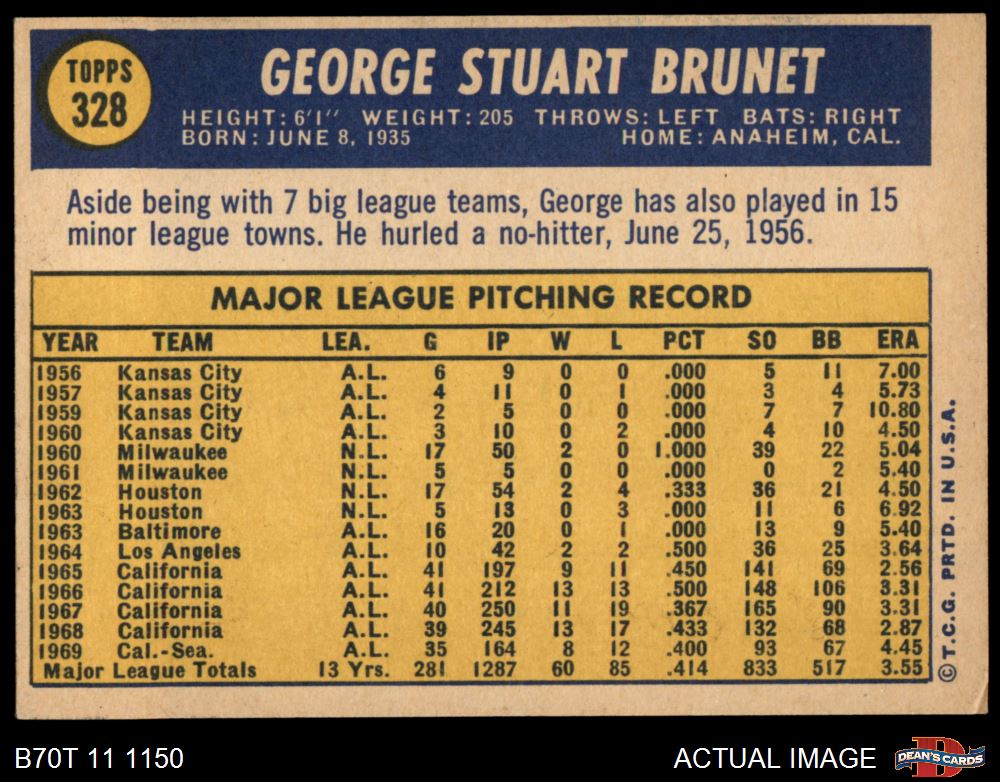 TOPPS
328
GEORGE STUART BRUNET
HEIGHT: 6'1" WEIGHT: 205 THROWS: LEFT BATS: RIGHT
BORN: JUNE 8, 1935 HOME: ANAHEIM, CAL.
Aside being with 7 big league teams, George has also played in 15
minor league towns. He hurled a no-hitter, June 25, 1956.
MAJOR LEAGUE PITCHING RECORD
YEAR TEAM LEA. G IP W L PCT SO BB ERA
1956 Kansas City A.L. 6 9 0 0 .000 5 11 7.00
1957 Kansas City A.L. 4 11 0 1 .000 3 4 5.73
1959 Kansas City A.L. 2 5 0 0 .000 7 7 10.80
1960 Kansas City A.L. 3 10 0 2 .000 4 10 4.50
1960 Milwaukee N.L. 17 50 2 0 1.000 39 22 5.04
1961 Milwaukee N.L. 5 5 0 0 .000 0 2 5.40
1962 Houston N.L. 17 54 2 4 .333 36 21 4.50
1963 Houston N.L. 5 13 0 3 .000 11 6 6.92
1963 Baltimore A.L. 16 20 0 1 .000 13 9 5.40
1964 Los Angeles A.L. 10 42 2 2 .500 36 25 3.64
1965 California A.L. 41 197 9 11 .450 141 69 2.56
1966 California A.L. 41 212 13 13 .500 148 106 3.31
1967 California A.L. 40 250 11 19 .367 165 90 3.31
1968 California A.L. 39 245 13 17 .433 132 68 2.87
1969 Cal.-Sea. A.L. 35 164 8 12 .400 93 67 4.45
Major League Totals 13 Yrs. 281 1287 60 85 .414 833 517 3.55
© T.C.G. PRTD. IN U.S.A.
B70T 11 1150
ACTUAL IMAGE
D
DEAN'S CARDS